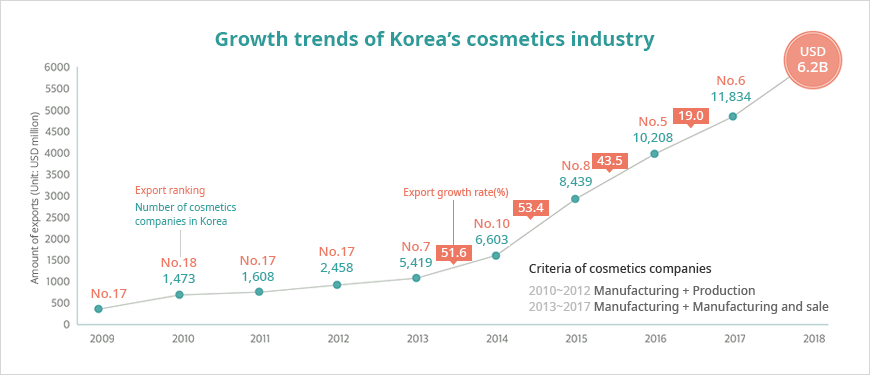 Growth trends of Korea's cosmetics industry
Amount of exports (Unit: USD million)
6000
5500
5000
4500
4000
3500
3000
2500
2000
1500
1000
500
0
Export ranking
Number of cosmetics
companies in Korea
Export growth rate(%)
No.17
No.18
1,473
No.17
1,608
No.17
2,458
No.7
5,419
51.6
No.10
6,603
53.4
No.8
8,439
43.5
No.5
10,208
19.0
No.6
11,834
USD
6.2B
Criteria of cosmetics companies
2010~2012 Manufacturing + Production
2013~2017 Manufacturing + Manufacturing and sale
2009
2010
2011
2012
2013
2014
2015
2016
2017
2018